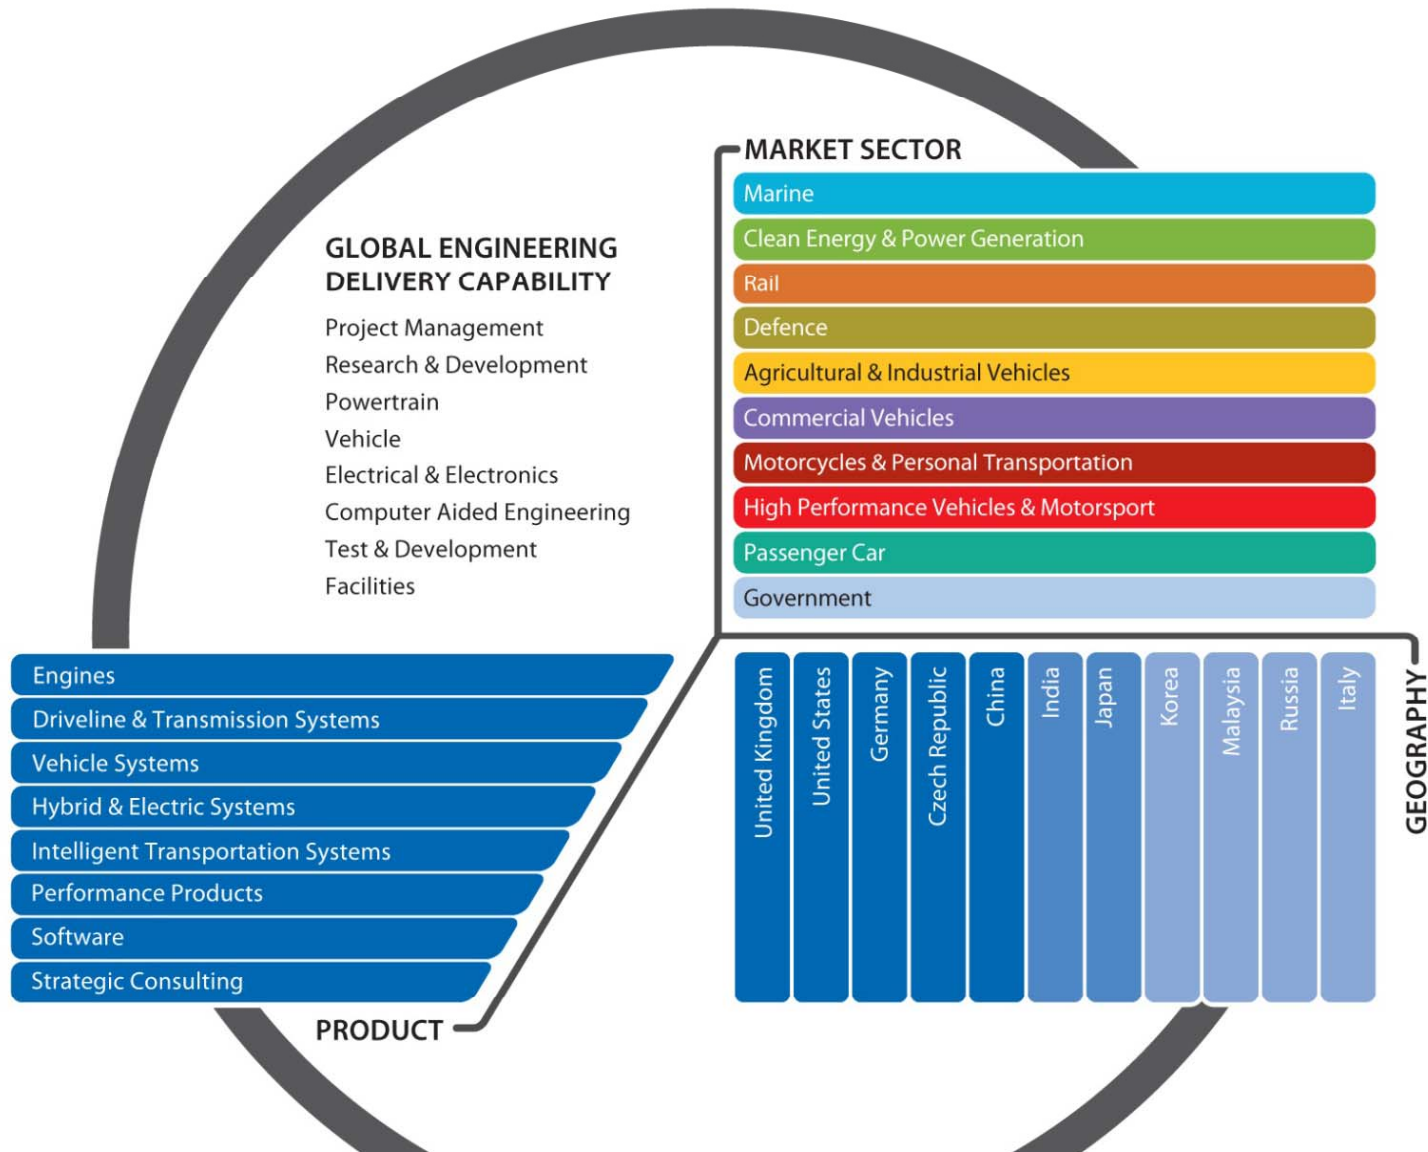 MARKET SECTOR
Marine
Clean Energy & Power Generation
Rail
Defence
Agricultural & Industrial Vehicles
Commercial Vehicles
Motorcycles & Personal Transportation
High Performance Vehicles & Motorsport
Passenger Car
Government
GLOBAL ENGINEERING
DELIVERY CAPABILITY
Project Management
Research & Development
Powertrain
Vehicle
Electrical & Electronics
Computer Aided Engineering
Test & Development
Facilities
Engines
Driveline & Transmission Systems
Vehicle Systems
Hybrid & Electric Systems
Intelligent Transportation Systems
Performance Products
Software
Strategic Consulting
PRODUCT
United Kingdom
United States
Germany
Czech Republic
China
India
Japan
Korea
Malaysia
Russia
Italy
GEOGRAPHY